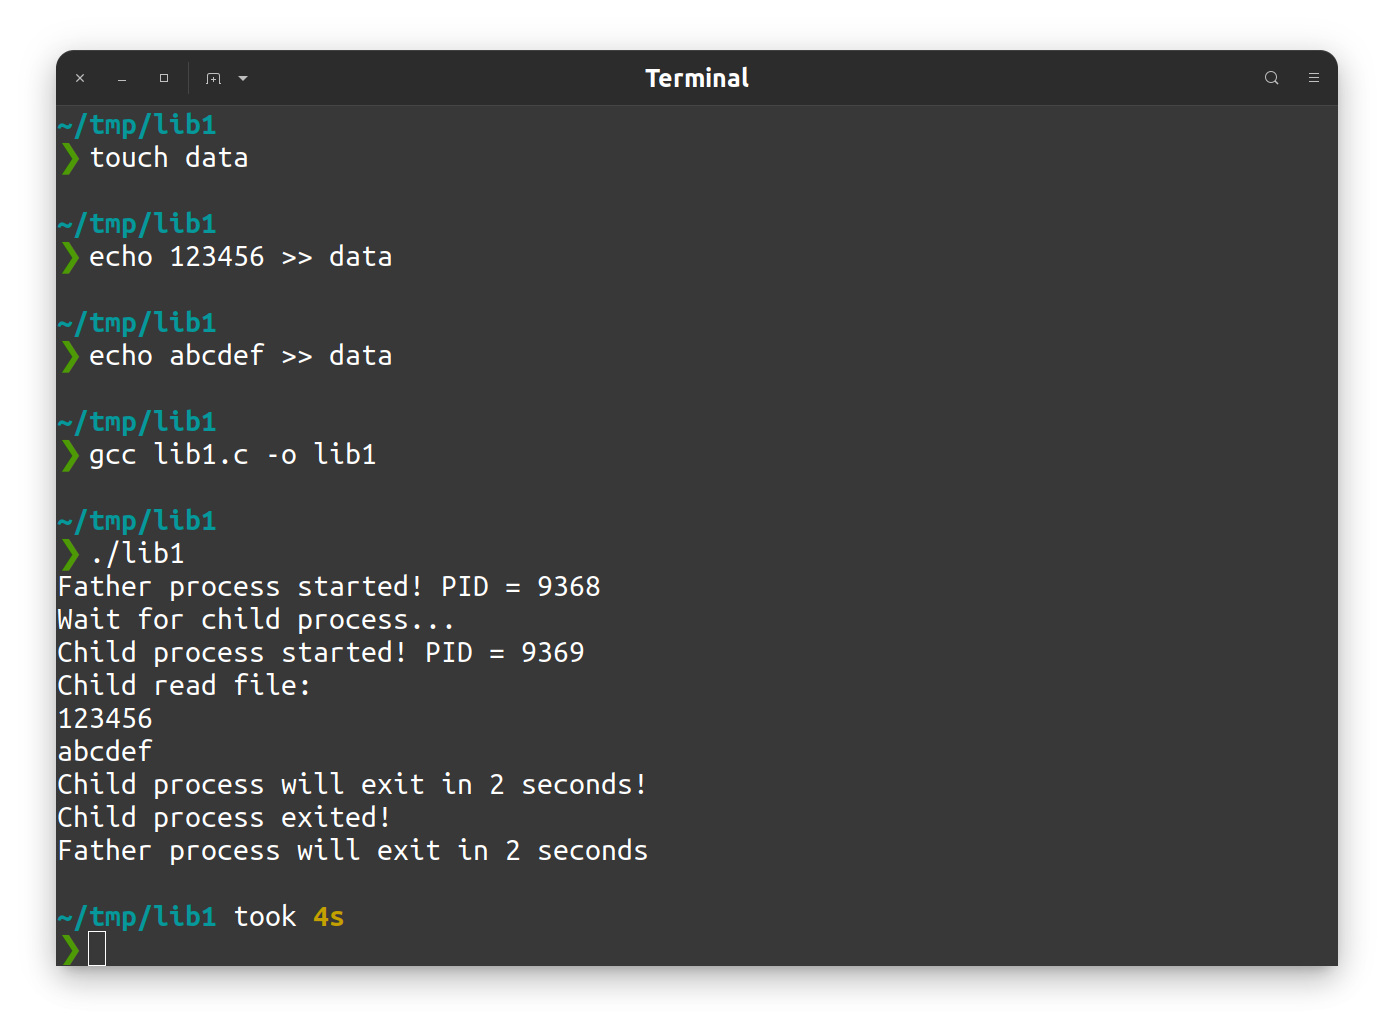 Terminal
~/tmp/lib1
❯ touch data
~/tmp/lib1
❯ echo 123456 >> data
~/tmp/lib1
❯ echo abcdef >> data
~/tmp/lib1
❯ gcc lib1.c -o lib1
~/tmp/lib1
❯ ./lib1
Father process started! PID = 9368
Wait for child process...
Child process started! PID = 9369
Child read file:
123456
abcdef
Child process will exit in 2 seconds!
Child process exited!
Father process will exit in 2 seconds
~/tmp/lib1 took 4s
❯